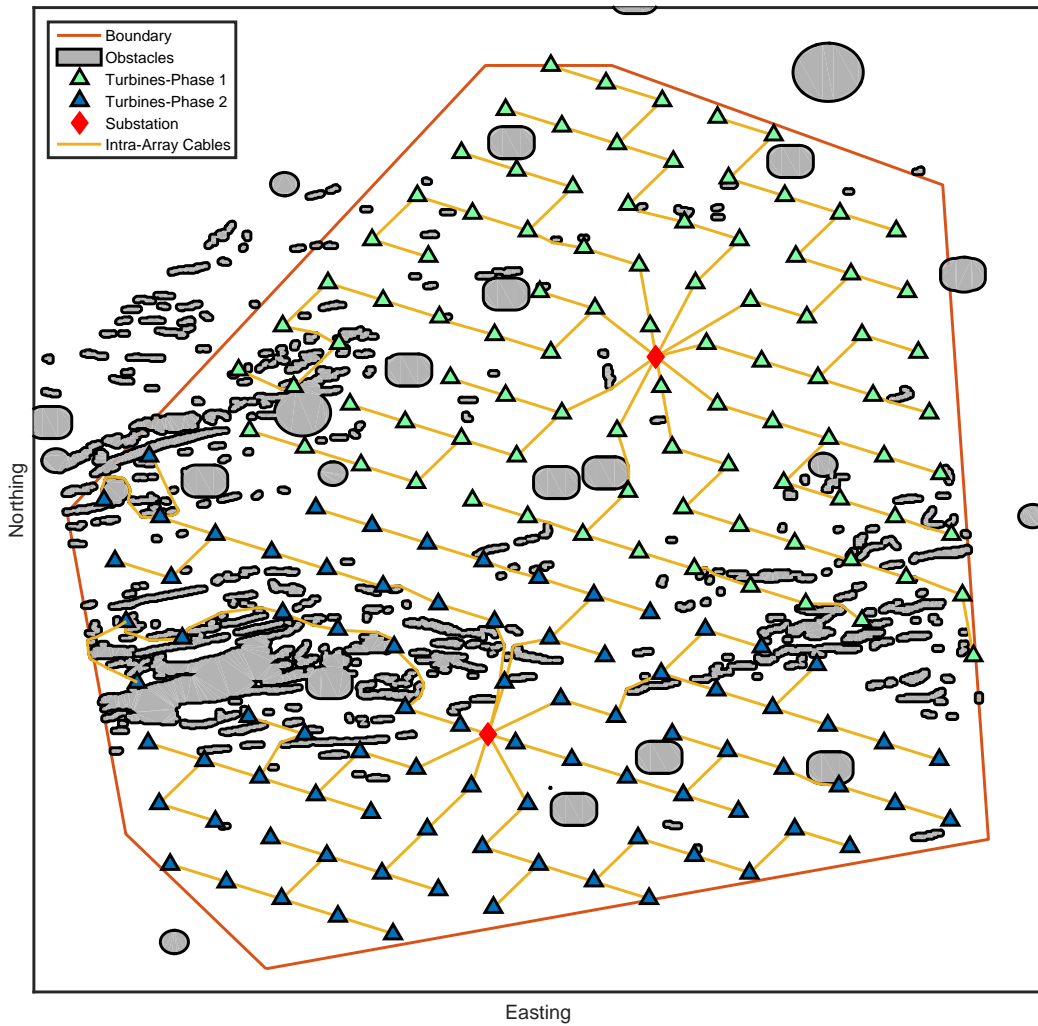 Boundary
Obstacles
Turbines-Phase 1
Turbines-Phase 2
Substation
Intra-Array Cables
Northing
Easting